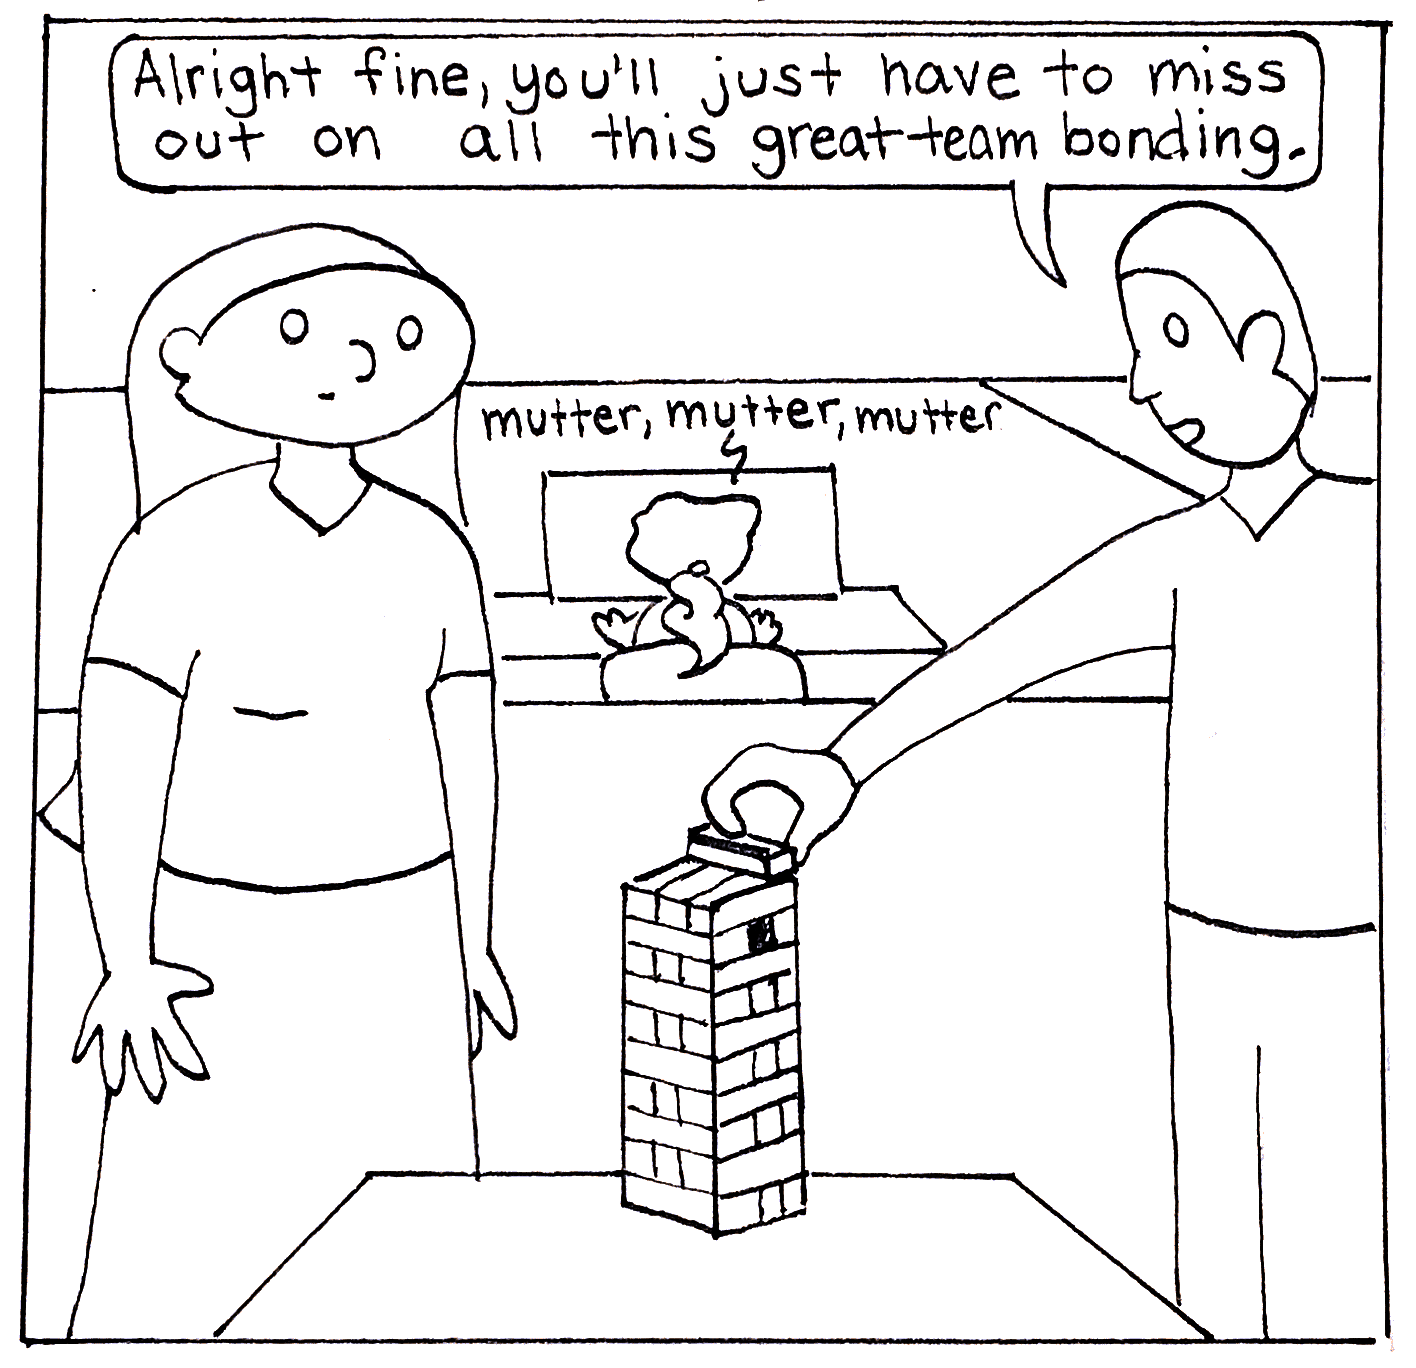 Alright fine, you'll just have to miss
out on all this great team bonding.
mutter, mutter, mutter